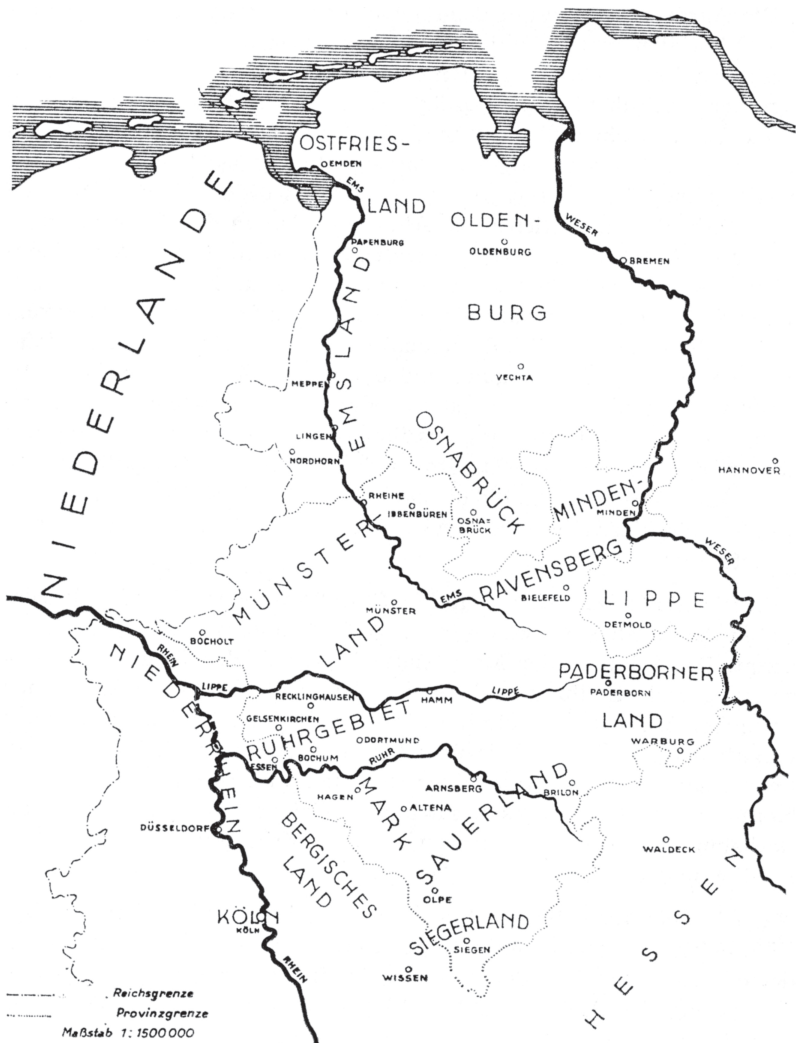 OSTFRIES-
EMDEN
EMS
LAND
OLDEN-
OLDENBURG
WESER
BREMEN
PAPENBURG
NIEDERLANDE
EMSLAND
BURG
VECHTA
MEPPEN
LINGEN
NORDHORN
OSNABRÜCK
HANNOVER
RHEINE
IBBENBÜREN
OSNA=
BRÜCK
MINDEN-
MINDEN
WESER
MÜNSTER-
RAVENSBERG
BIELEFELD
EMS
MÜNSTER
LIPPE
DETMOLD
BOCHOLT
LAND
RHEIN
NIEDERRHEIN
LIPPE
RECKLINGHAUSEN
HAMM
LIPPE
PADERBORNER
PADERBORN
GELSENKIRCHEN
RUHRGEBIET
LAND
WARBURG
DORTMUND
BOCHUM
ESSEN
RUHR
HAGEN
MARK
ARNSBERG
BRILON
ALTENA
SAUERLAND
DÜSSELDORF
BERGISCHES
LAND
WALDECK
OLPE
KÖLN
KÖLN
SIEGERLAND
SIEGEN
WISSEN
HESSEN
RHEIN
Reichsgrenze
Provinzgrenze
Maßstab 1:1500000